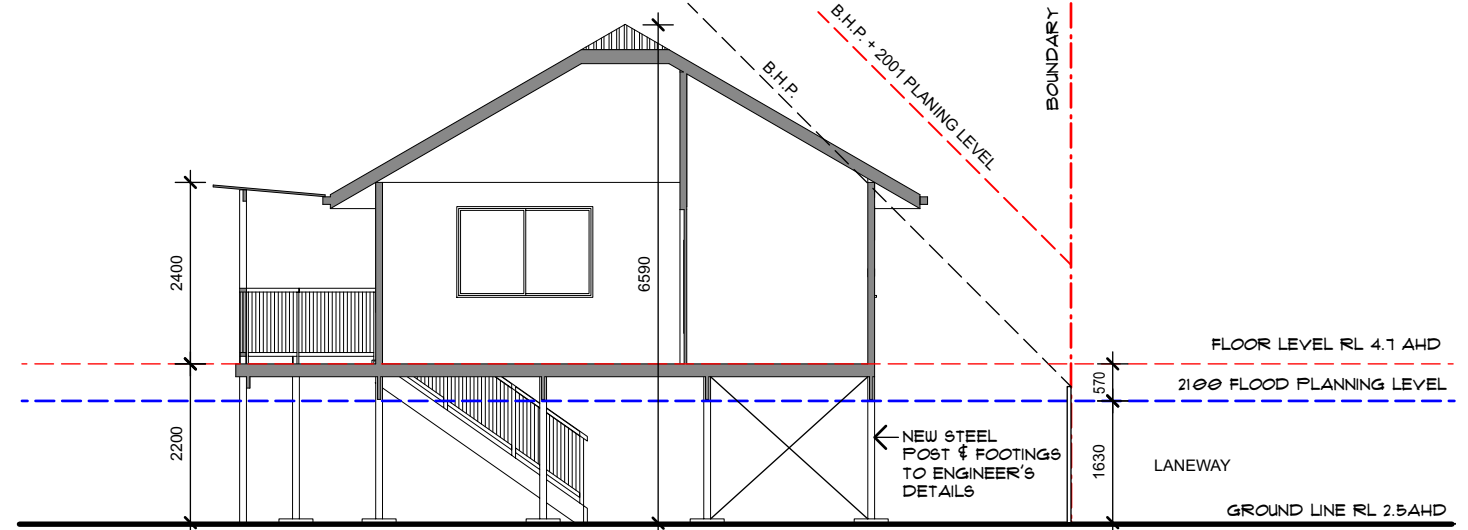 B.H.P. + 2001 PLANING LEVEL
BOUNDARY
B.H.P.
2400
6590
FLOOR LEVEL RL 4.7 AHD
570
2100 FLOOD PLANNING LEVEL
2200
NEW STEEL
POST & FOOTINGS
TO ENGINEER'S
DETAILS
1630
LANEWAY
GROUND LINE RL 2.5AHD